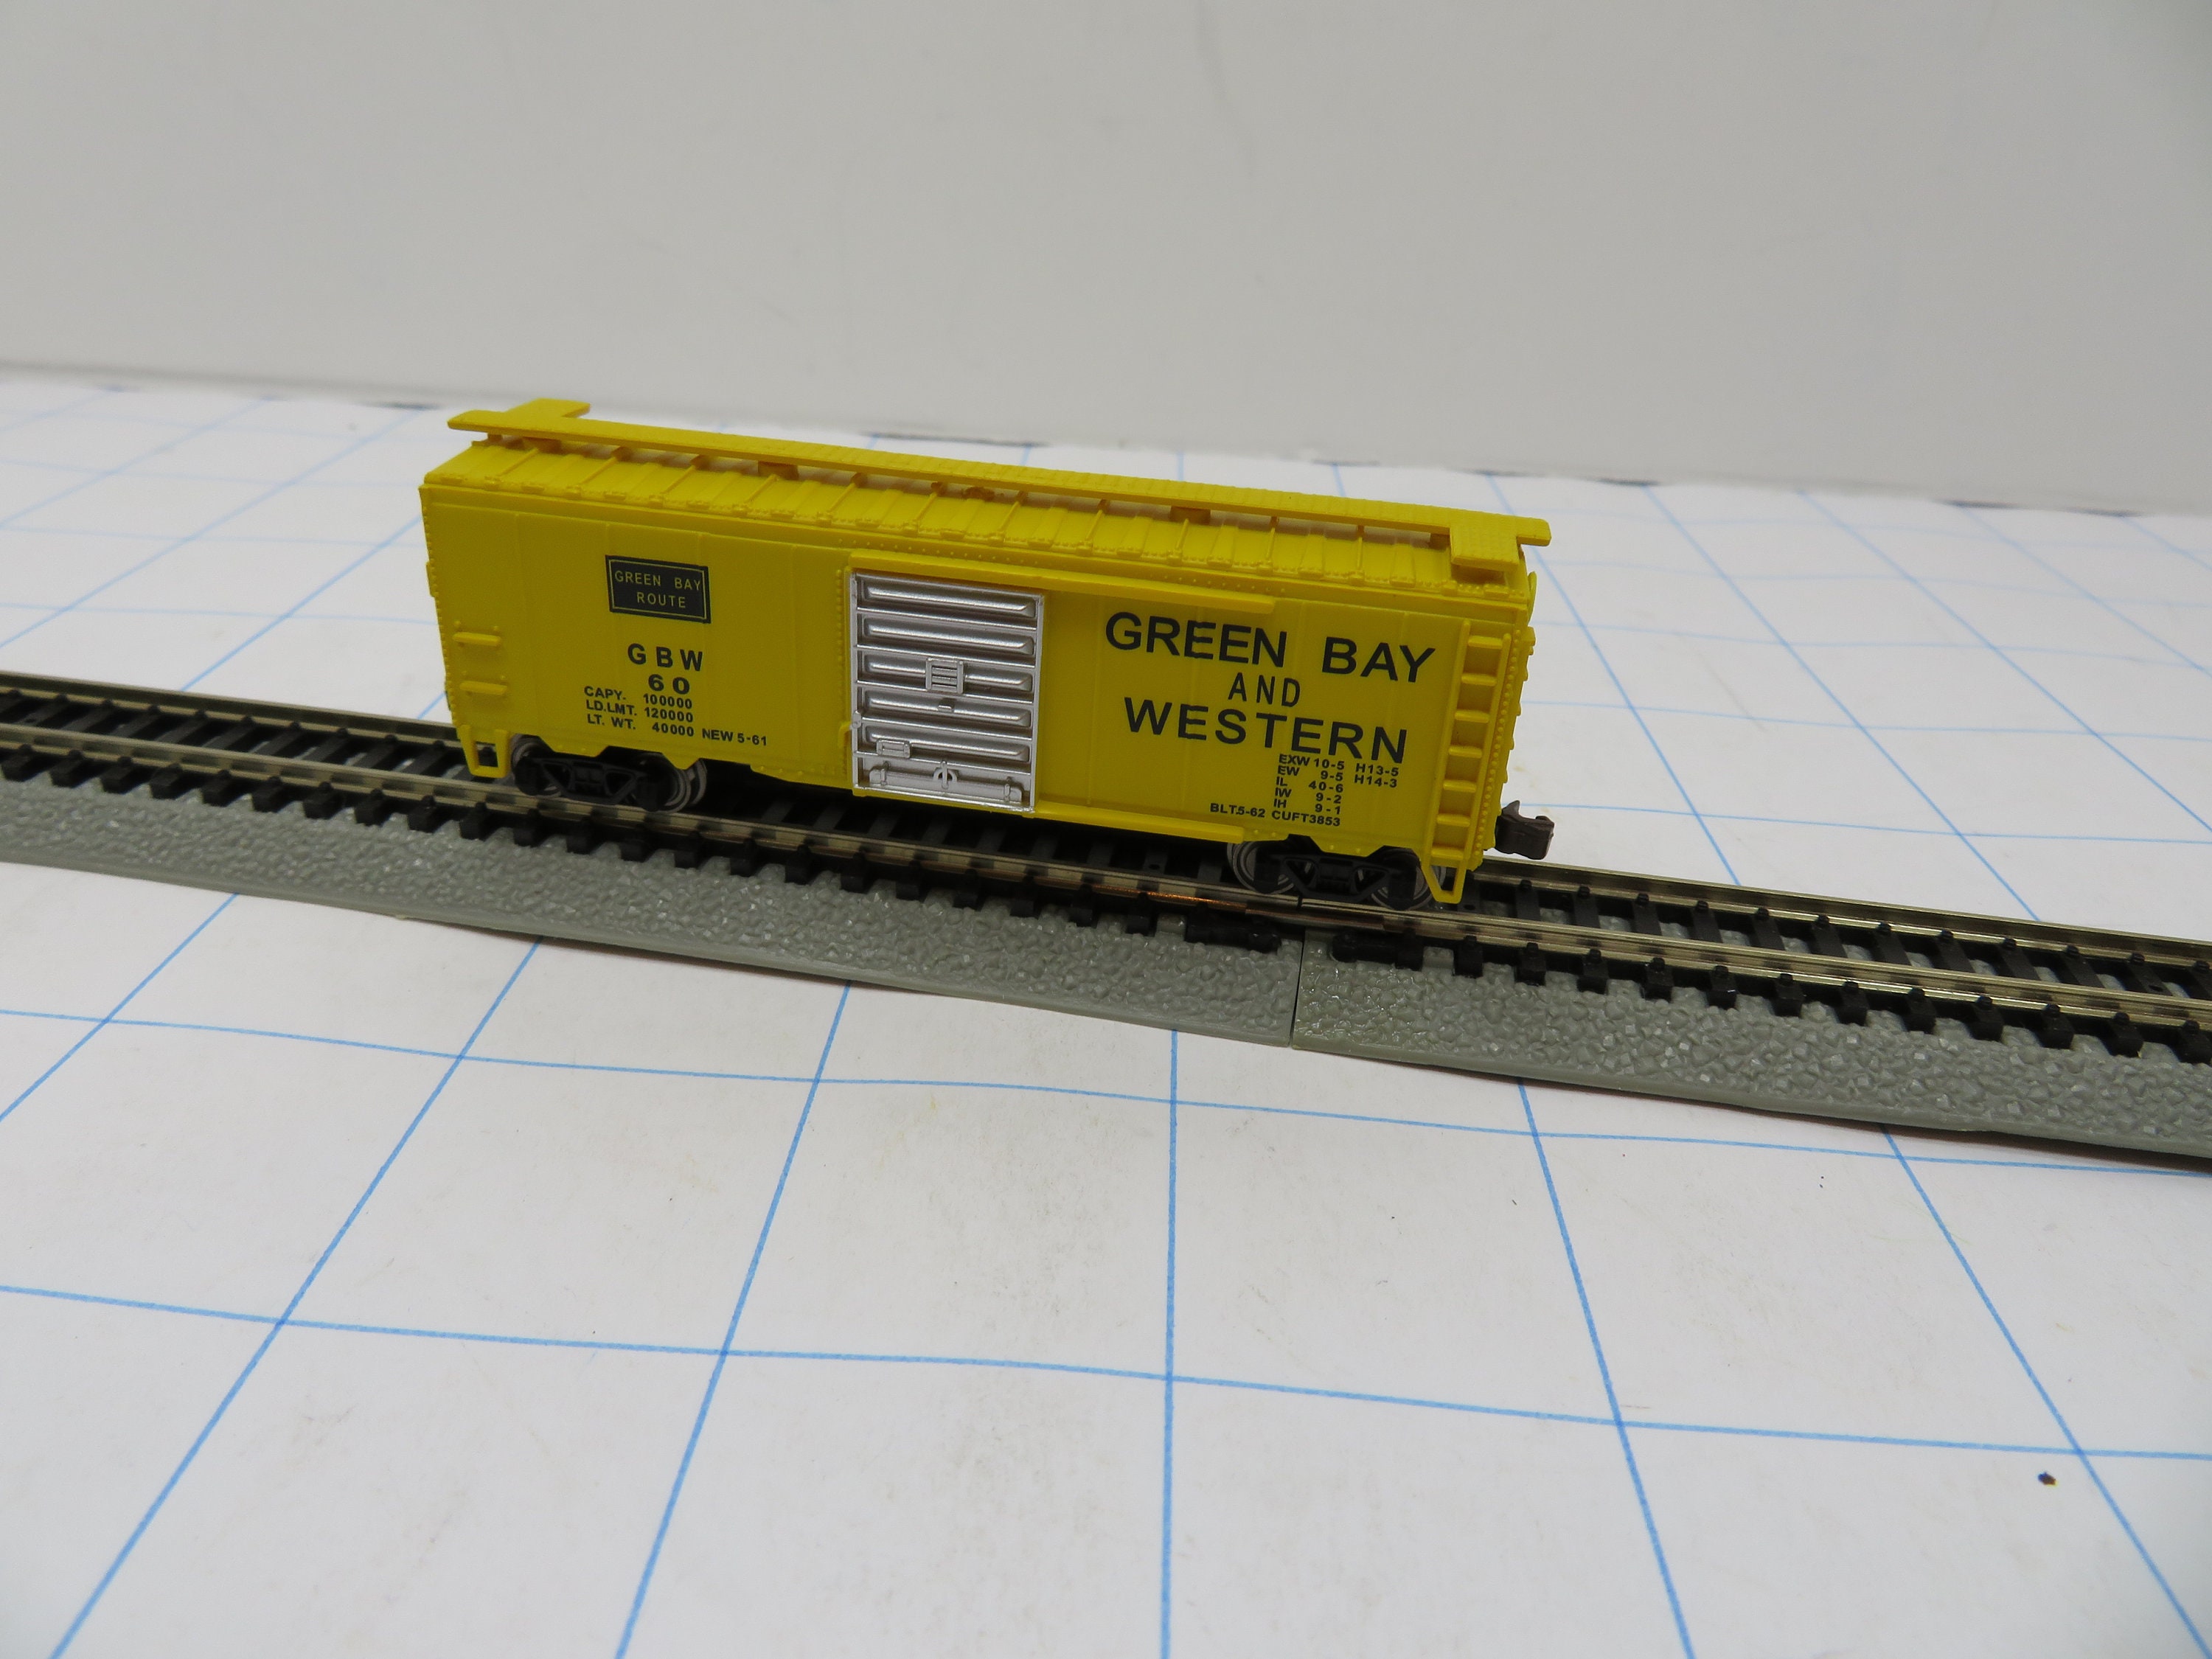 GREEN BAY
ROUTE
GBW
60
CAPY. 100000
LD.LMT. 120000
LT. WT. 40000 NEW 5-61
GREEN BAY
AND
WESTERN
EXW 10-5 H13-5
EW 9-5 H14-3
IL 40-6
IW 9-2
IH 9-1
BLT.5-62 CUFT3853